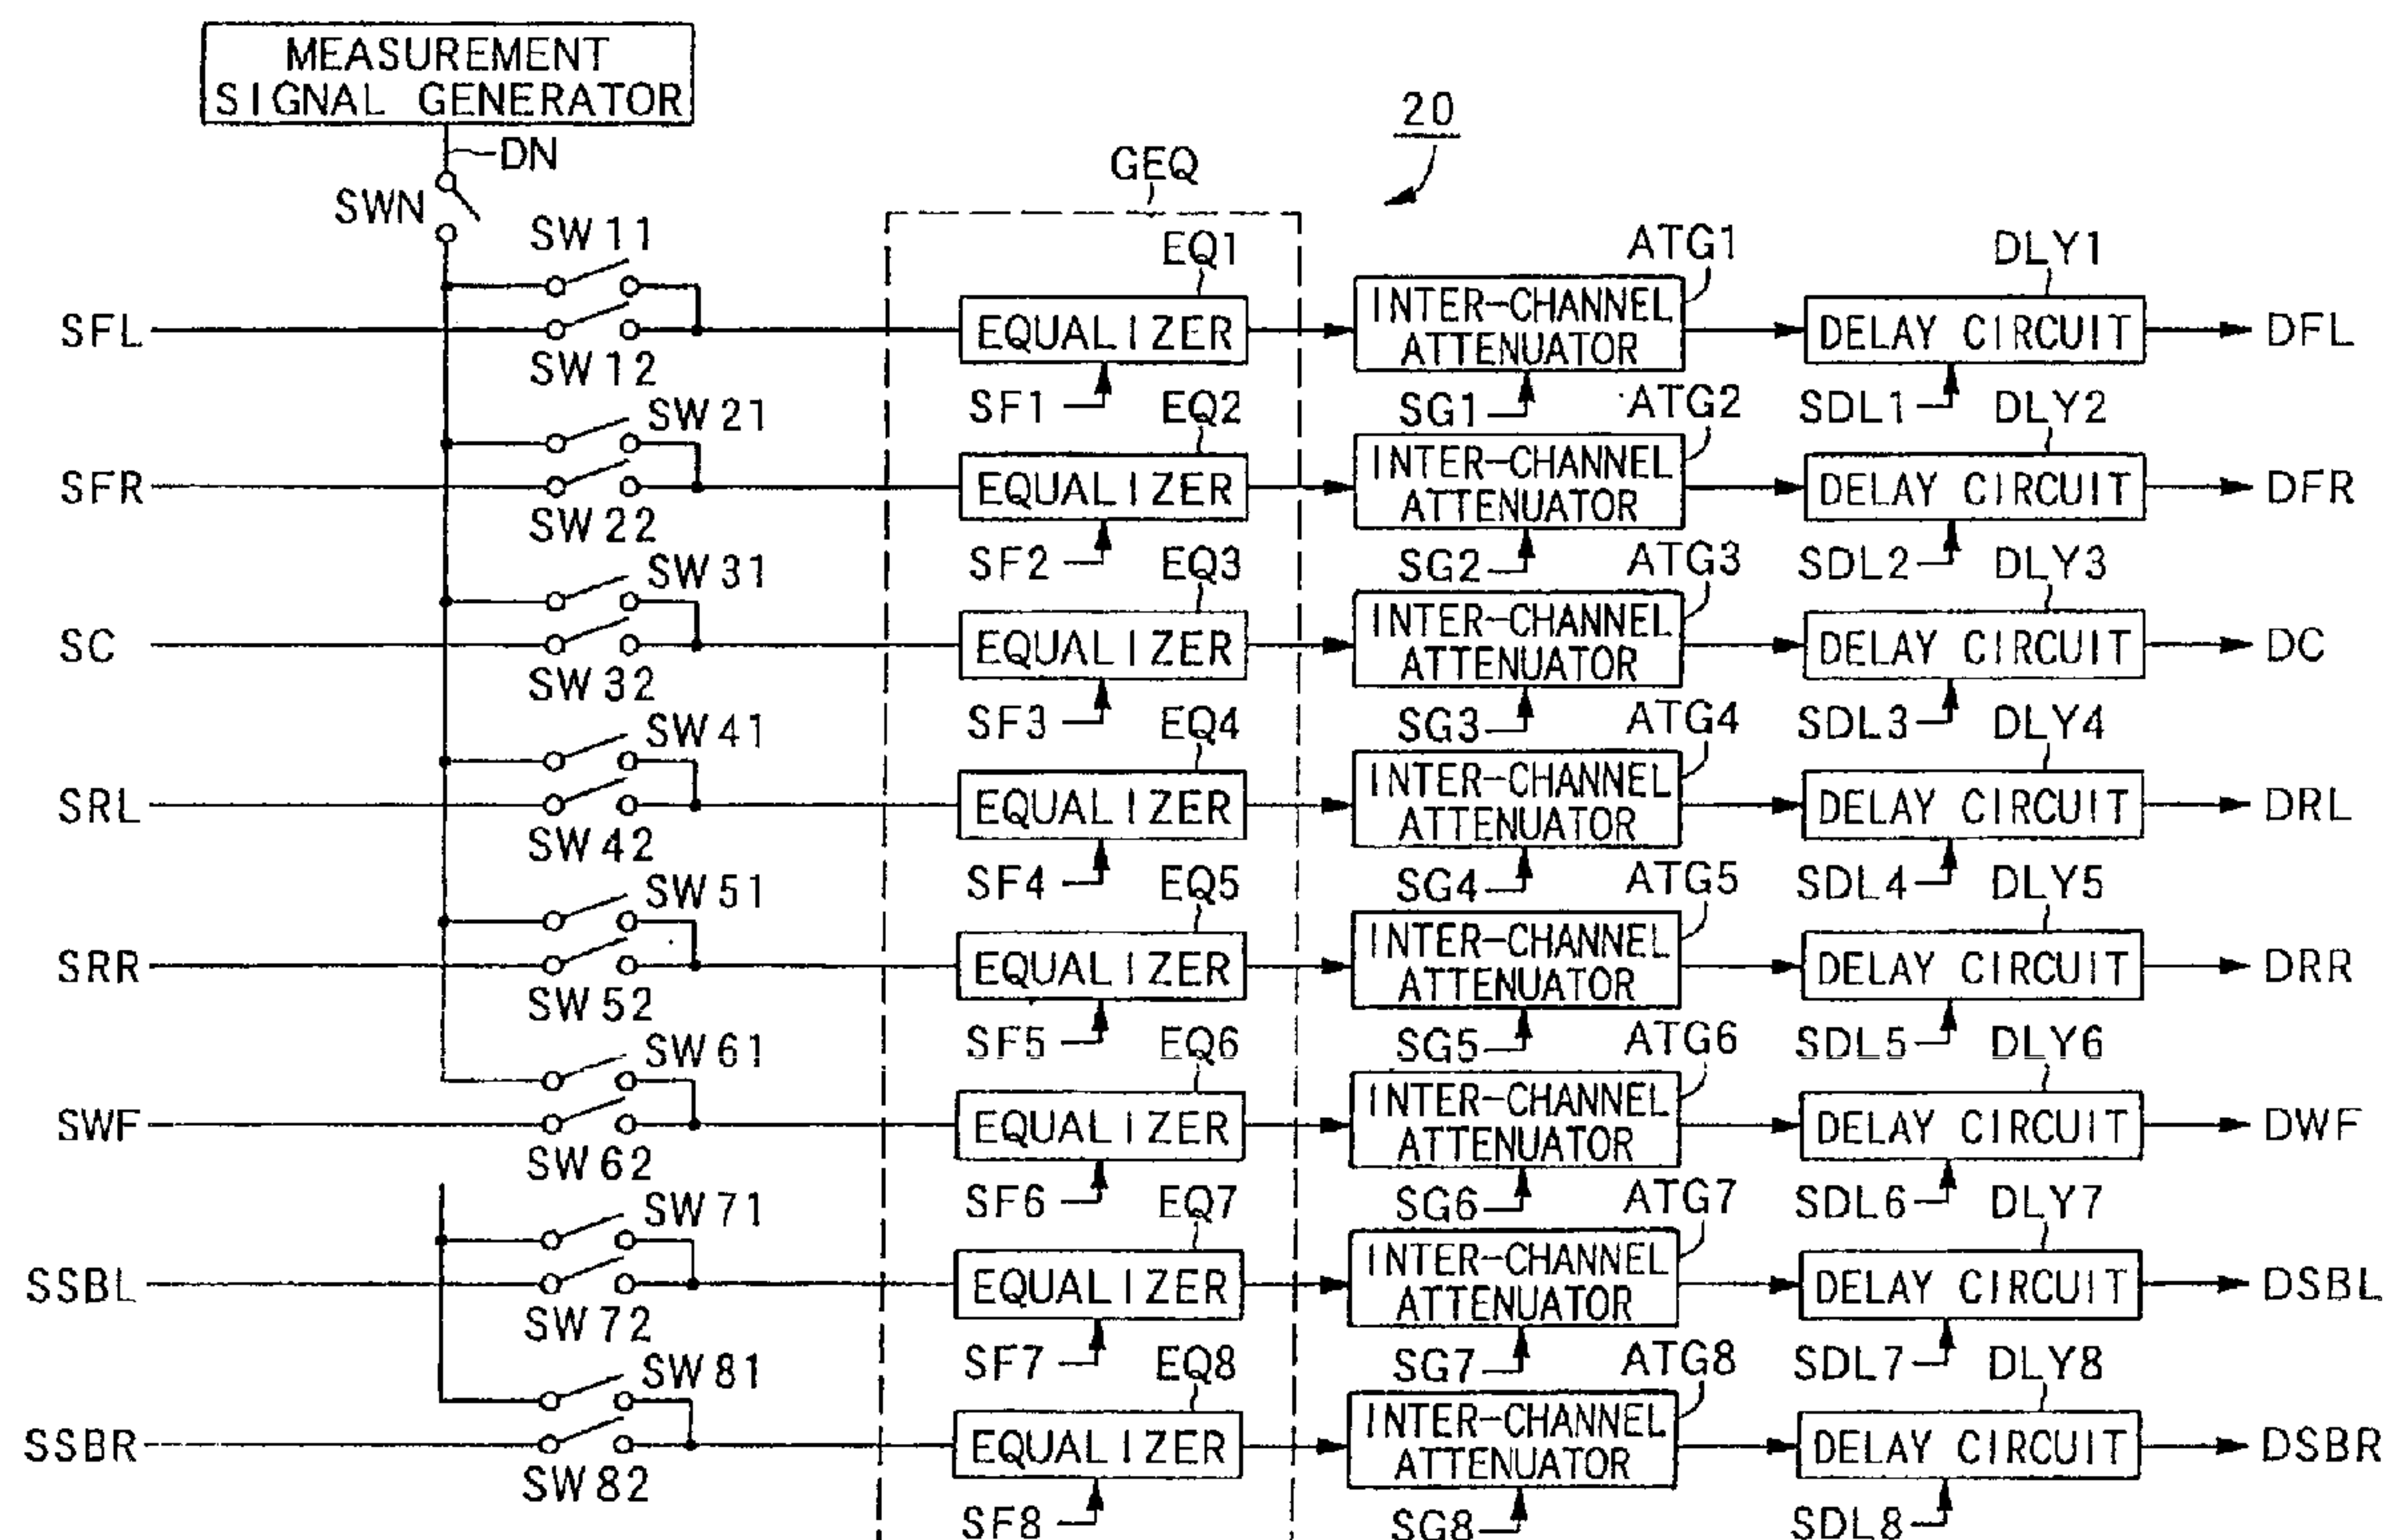 MEASUREMENT
SIGNAL GENERATOR
DN
20
GEQ
SWN
SW11
EQ1
ATG1
DLY1
SFL
EQUALIZER
INTER-CHANNEL
ATTENUATOR
DELAY CIRCUIT
DFL
SW12
SF1
SG1
SDL1
SW21
EQ2
ATG2
DLY2
SFR
EQUALIZER
INTER-CHANNEL
ATTENUATOR
DELAY CIRCUIT
DFR
SW22
SF2
SG2
SDL2
SW31
EQ3
ATG3
DLY3
SC
EQUALIZER
INTER-CHANNEL
ATTENUATOR
DELAY CIRCUIT
DC
SW32
SF3
SG3
SDL3
SW41
EQ4
ATG4
DLY4
SRL
EQUALIZER
INTER-CHANNEL
ATTENUATOR
DELAY CIRCUIT
DRL
SW42
SF4
SG4
SDL4
SW51
EQ5
ATG5
DLY5
SRR
EQUALIZER
INTER-CHANNEL
ATTENUATOR
DELAY CIRCUIT
DRR
SW52
SF5
SG5
SDL5
SW61
EQ6
ATG6
DLY6
SWF
EQUALIZER
INTER-CHANNEL
ATTENUATOR
DELAY CIRCUIT
DWF
SW62
SF6
SG6
SDL6
SW71
EQ7
ATG7
DLY7
SSBL
EQUALIZER
INTER-CHANNEL
ATTENUATOR
DELAY CIRCUIT
DSBL
SW72
SF7
SG7
SDL7
SW81
EQ8
ATG8
DLY8
SSBR
EQUALIZER
INTER-CHANNEL
ATTENUATOR
DELAY CIRCUIT
DSBR
SW82
SF8
SG8
SDL8